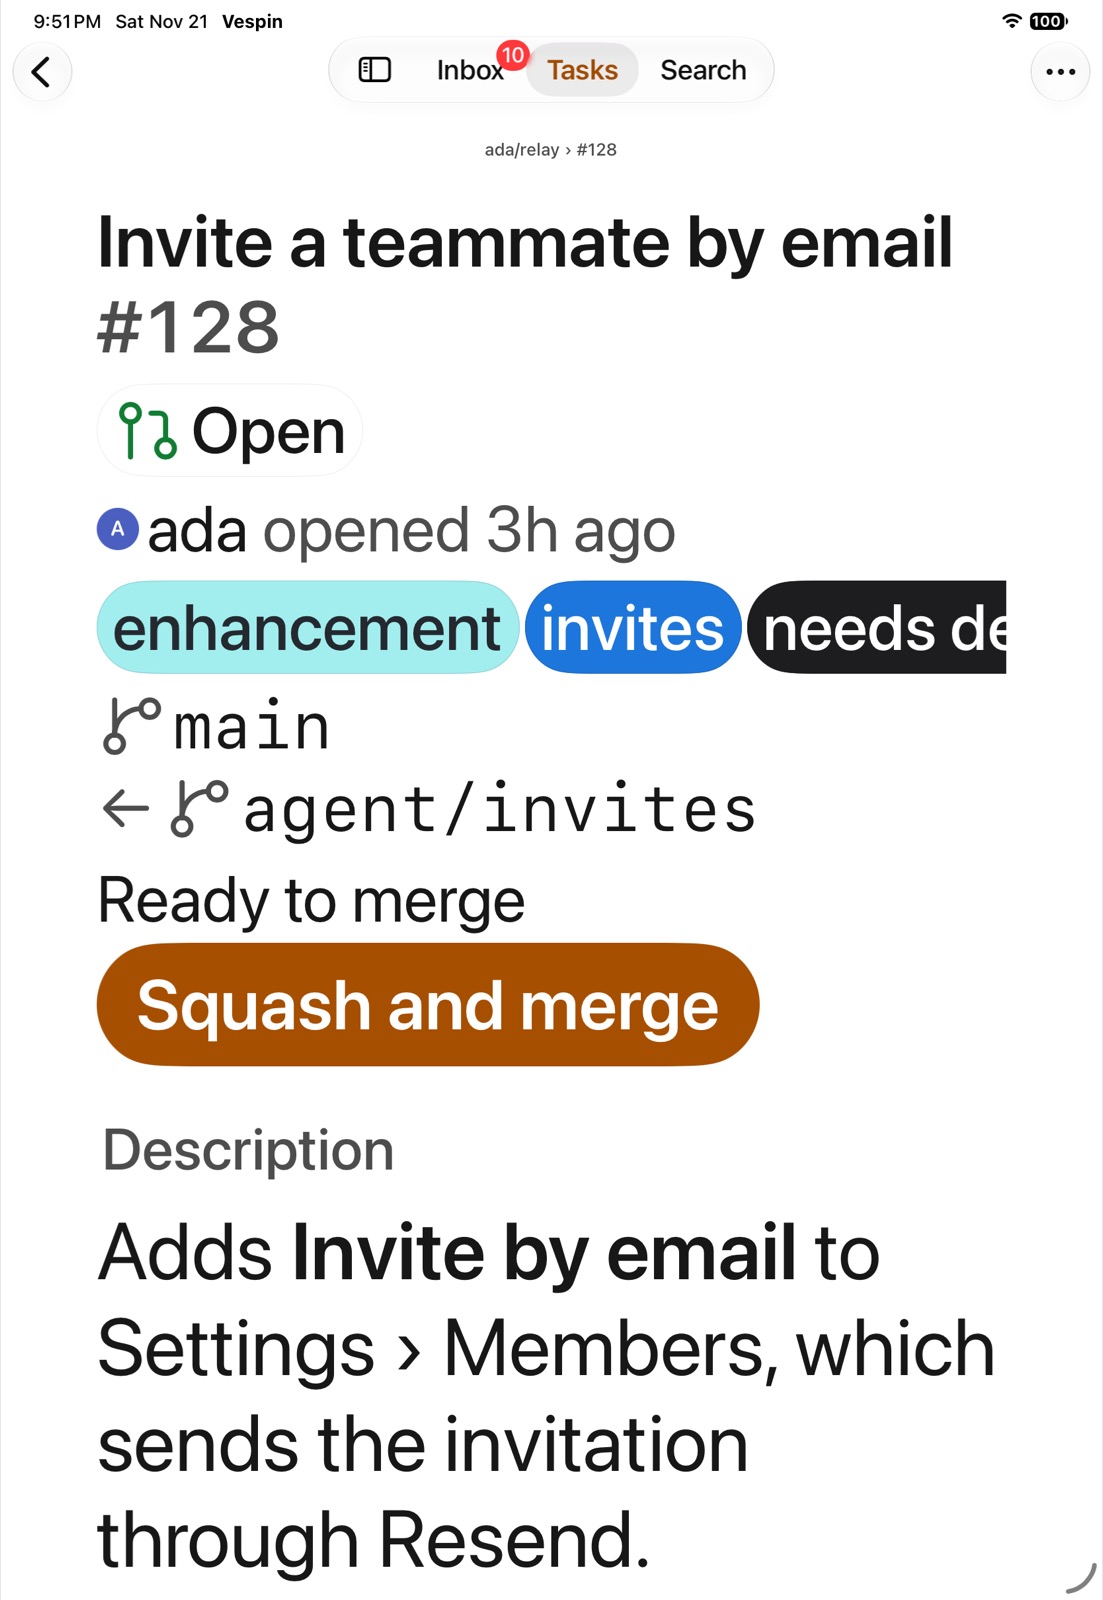 9:51 PM Sat Nov 21 Vespin
100
Inbox 10 Tasks Search
ada/relay › #128
Invite a teammate by email
#128
Open
A ada opened 3h ago
enhancement invites needs de
main
← agent/invites
Ready to merge
Squash and merge
Description
Adds Invite by email to
Settings › Members, which
sends the invitation
through Resend.